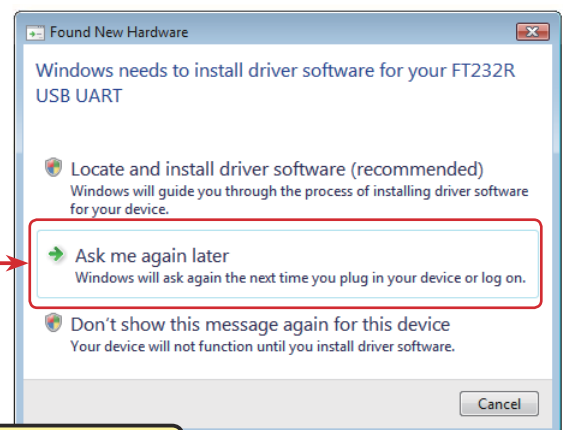 Found New Hardware
Windows needs to install driver software for your FT232R
USB UART
Locate and install driver software (recommended)
Windows will guide you through the process of installing driver software
for your device.
Ask me again later
Windows will ask again the next time you plug in your device or log on.
Don't show this message again for this device
Your device will not function until you install driver software.
Cancel